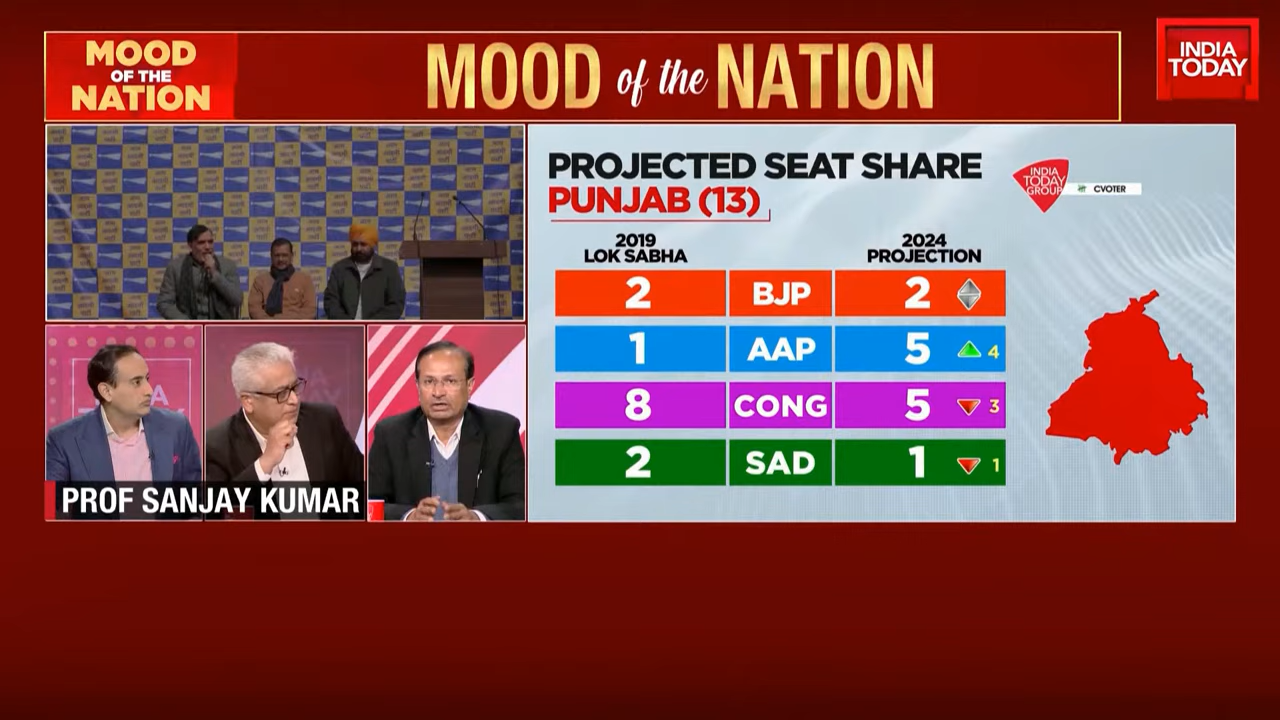 MOOD
OF THE
NATION
MOOD of the NATION
INDIA
TODAY
PROJECTED SEAT SHARE
PUNJAB (13)
INDIA
TODAY
GROUP
CVOTER
2019
LOK SABHA
2024
PROJECTION
2 BJP 2
1 AAP 5 4
8 CONG 5 3
2 SAD 1 1
PROF SANJAY KUMAR